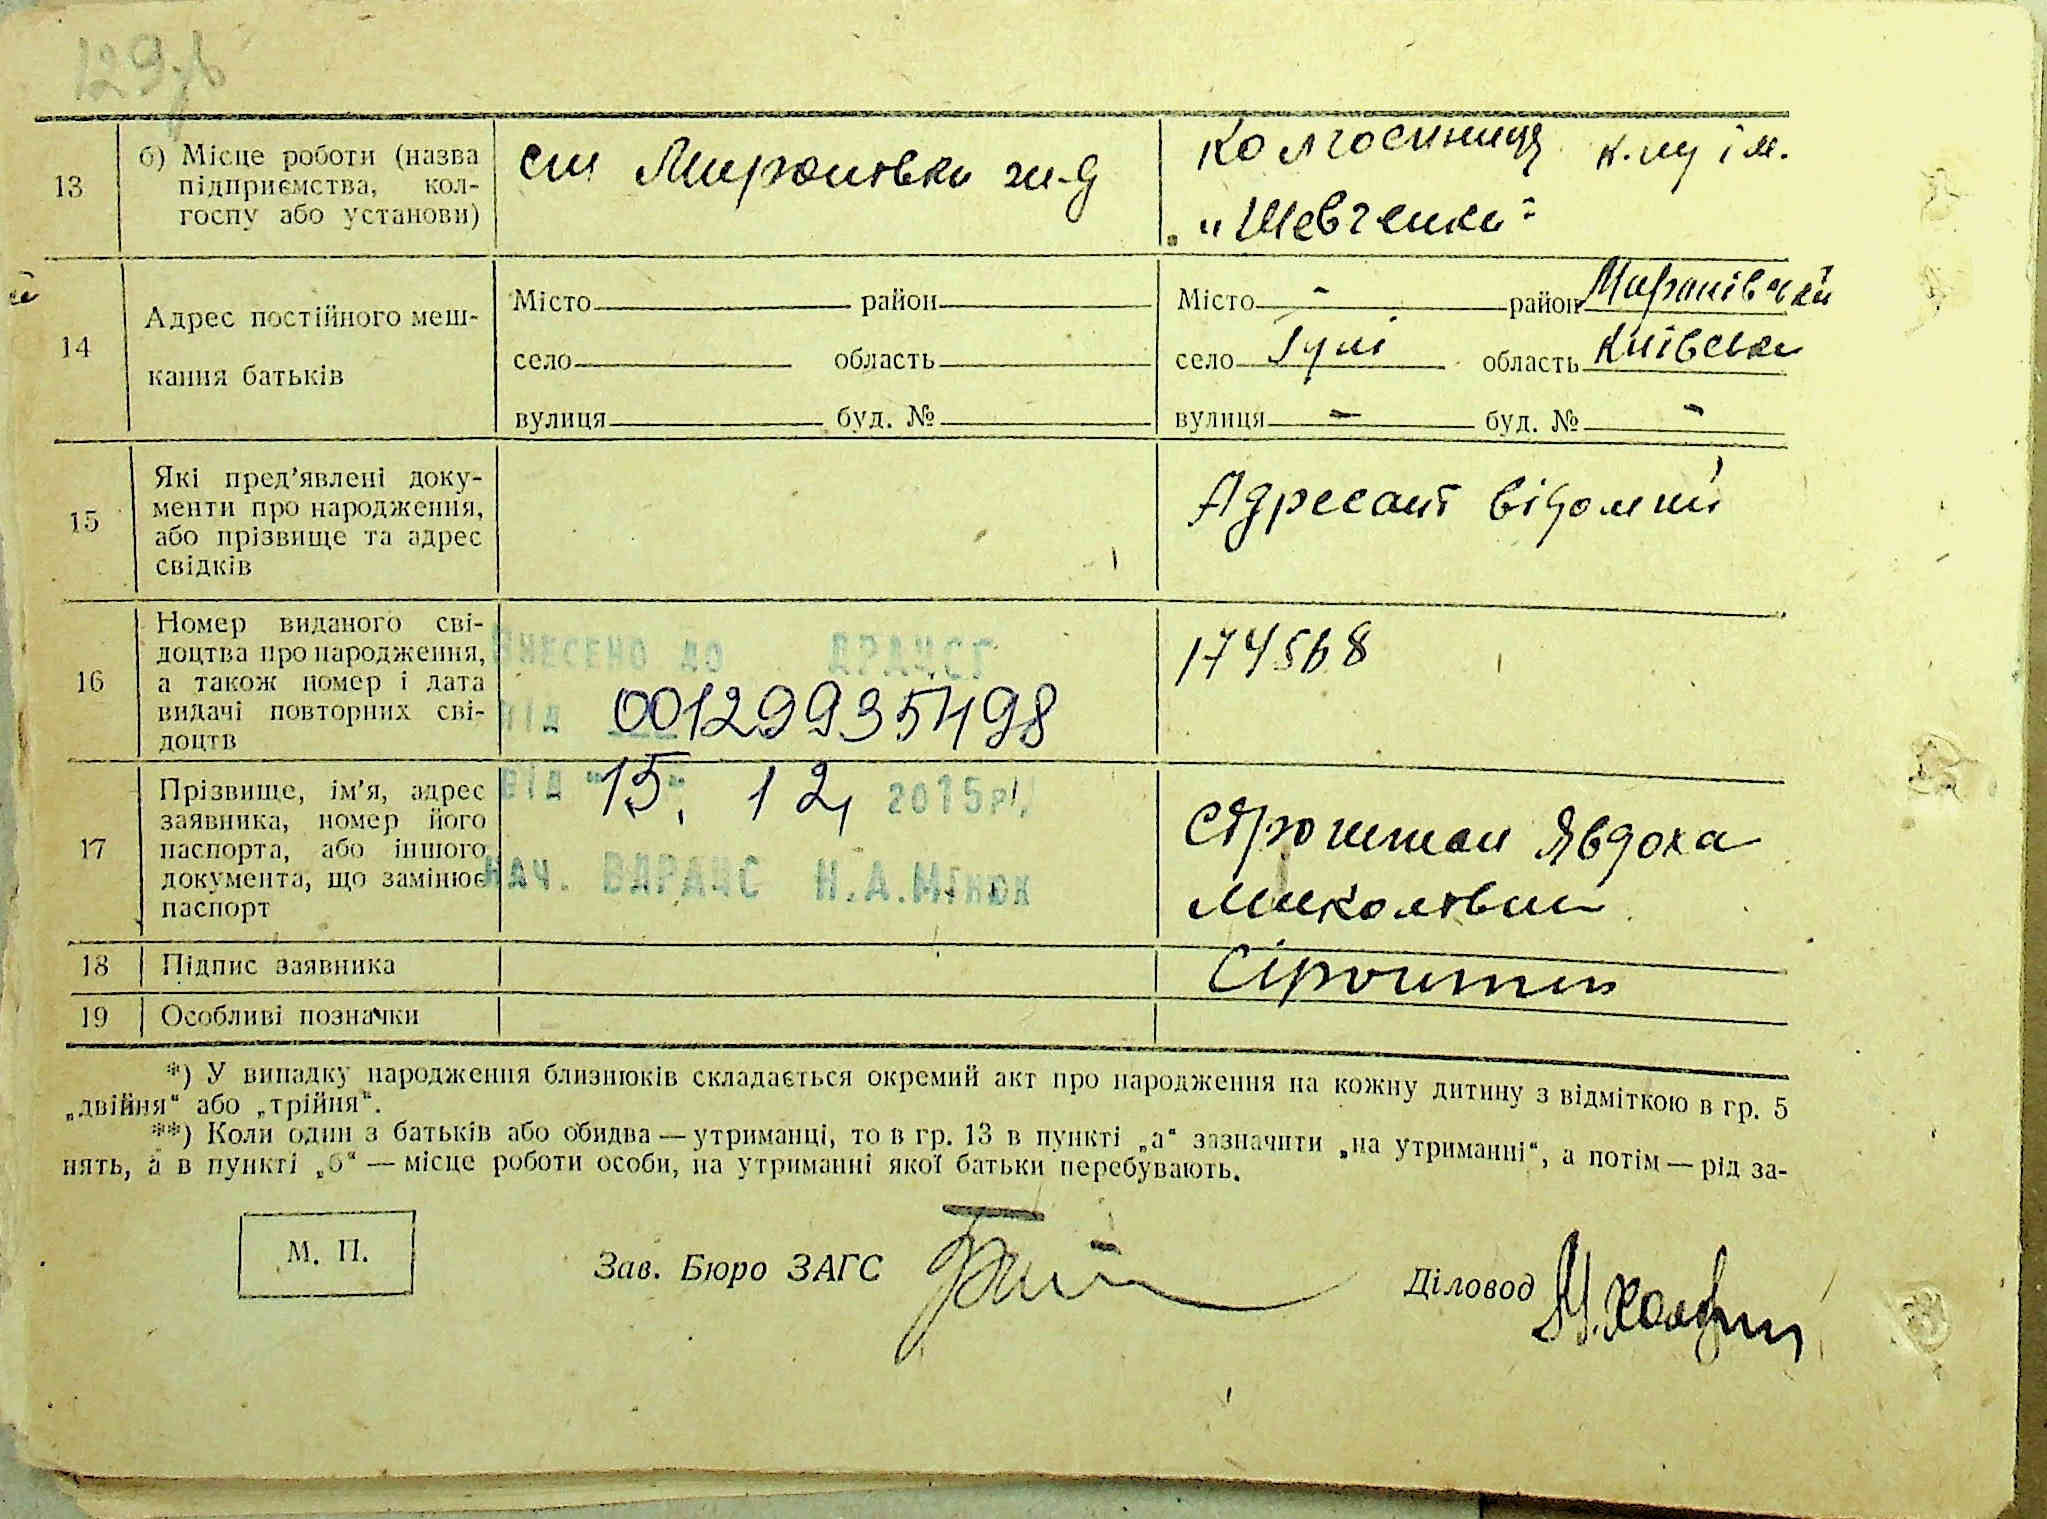 129зв
13
б) Місце роботи (назва
підприємства, кол-
госпу або установи)
ст Мироновка ж-д
колгоспниця к-пу ім.
"Шевченка"
14
Адрес постійного меш-
кання батьків
Місто район
село область
вулиця буд. №
Місто - район Миронівський
село область Київська
вулиця - буд. № -
15
Які пред'явлені доку-
менти про народження,
або прізвище та адрес
свідків
Адресант відомий
16
Номер виданого сві-
доцтва про народження,
а також номер і дата
видачі повторних сві-
доцтв
ВНЕСЕНО ДО ДРАЦСГ
ПІД 00129935498
ВІД "15" 12, 2015р.
НАЧ. ВДРАЦС Н.А.Мінюк
174568
17
Прізвище, ім'я, адрес
заявника, номер його
паспорта, або іншого
документа, що замінює
паспорт
Явдоха
Миколовна
18
Підпис заявника
19
Особливі позначки
*) У випадку народження близнюків складається окремий акт про народження на кожну дитину з відміткою в гр. 5
„двійня“ або „трійня“.
**) Коли один з батьків або обидва — утриманці, то в гр. 13 в пункті „а“ зазначити „на утриманні“, а потім — рід за-
нять, а в пункті „б“ — місце роботи особи, на утриманні якої батьки перебувають.
М. П.
Зав. Бюро ЗАГС
Діловод